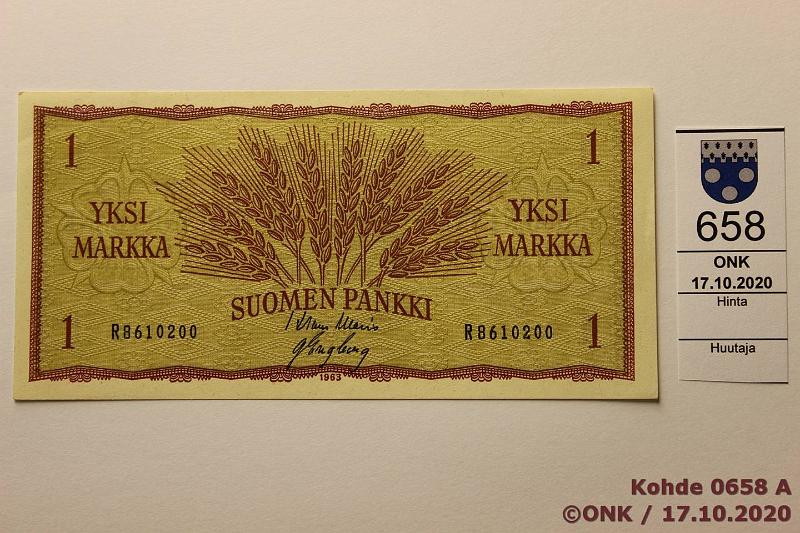 1
1
YKSI
MARKKA
YKSI
MARKKA
SUOMEN PANKKI
1
R8610200
R8610200
1
1963
658
ONK
17.10.2020
Hinta
Huutaja
Kohde 0658 A
©ONK / 17.10.2020